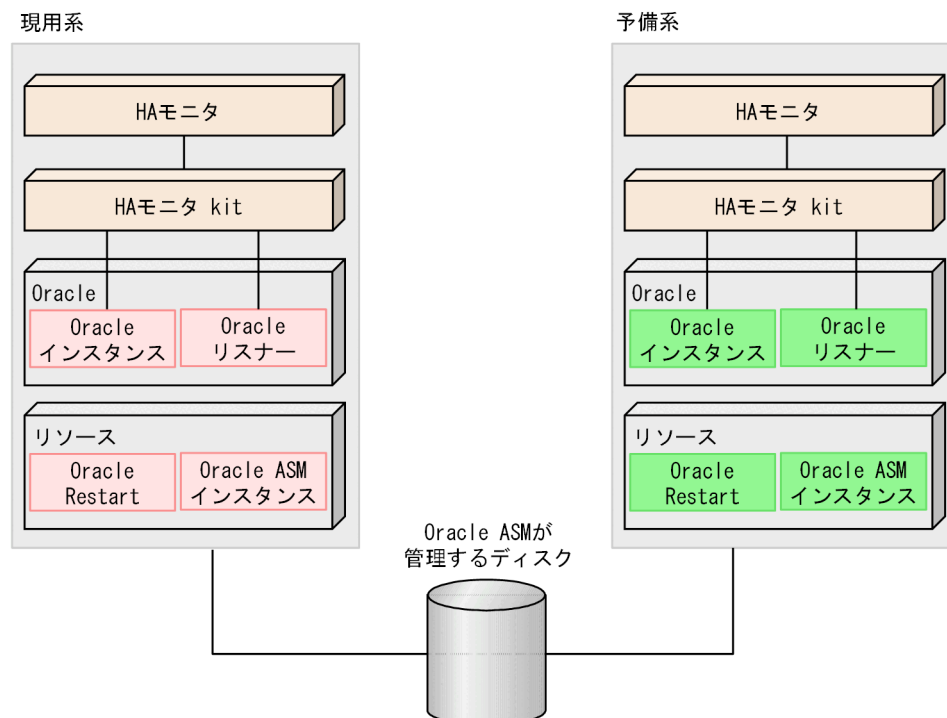 現用系
HAモニタ
HAモニタ kit
Oracle
Oracle
インスタンス
Oracle
リスナー
リソース
Oracle
Restart
Oracle ASM
インスタンス
予備系
HAモニタ
HAモニタ kit
Oracle
Oracle
インスタンス
Oracle
リスナー
リソース
Oracle
Restart
Oracle ASM
インスタンス
Oracle ASMが
管理するディスク